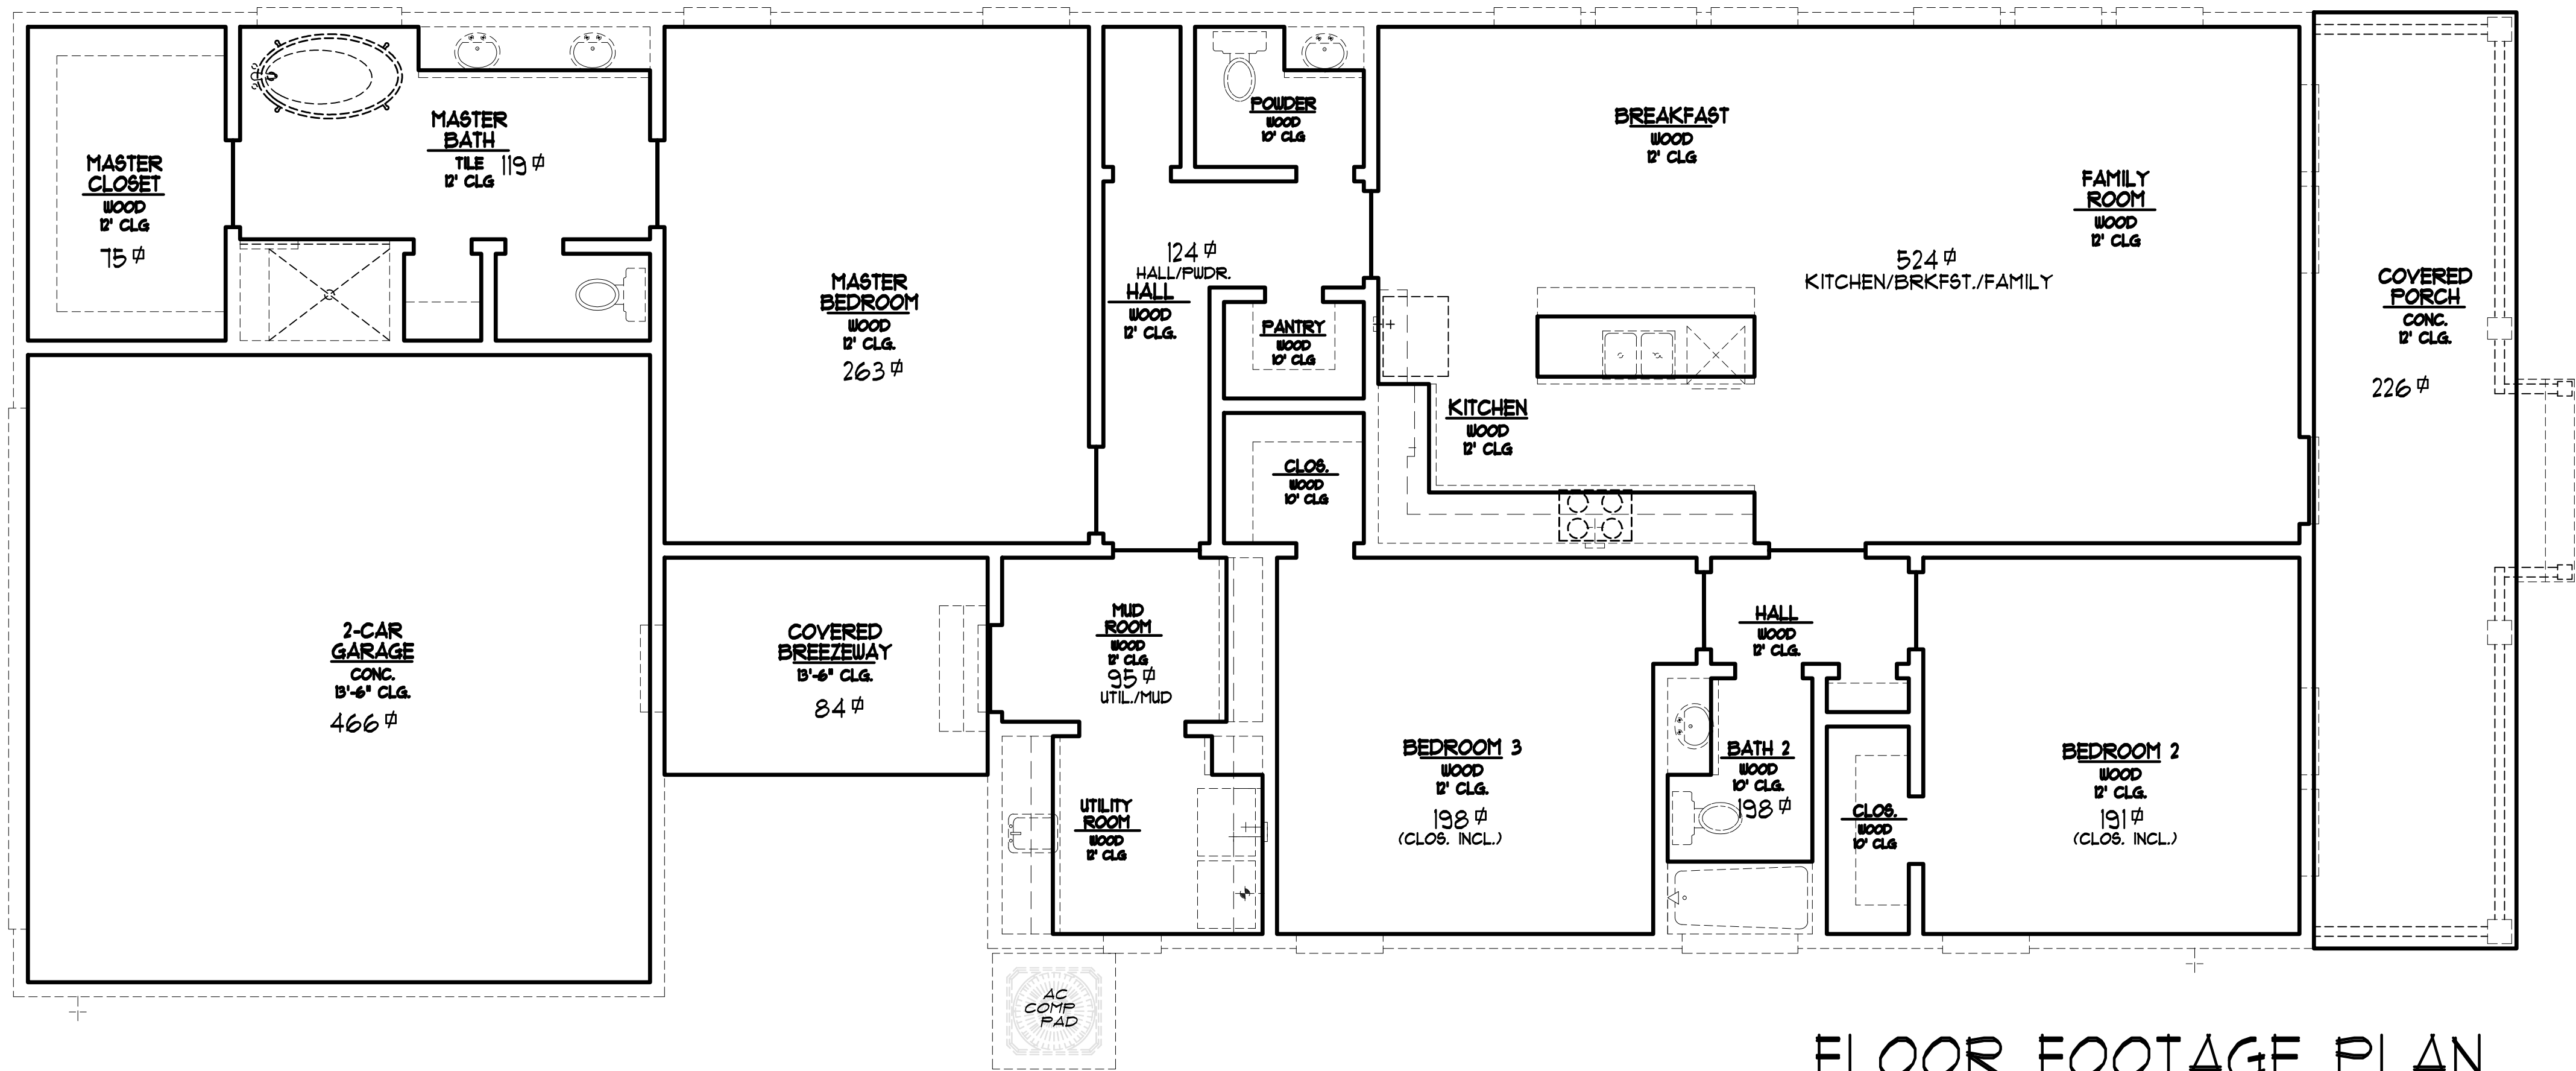 MASTER
CLOSET
WOOD
12' CLG
75⏍
MASTER
BATH
TILE
12' CLG
119⏍
MASTER
BEDROOM
WOOD
12' CLG.
263⏍
POWDER
WOOD
10' CLG
124⏍
HALL/PWDR.
HALL
WOOD
12' CLG.
PANTRY
WOOD
10' CLG
CLOS.
WOOD
10' CLG
BREAKFAST
WOOD
12' CLG
FAMILY
ROOM
WOOD
12' CLG
524⏍
KITCHEN/BRKFST./FAMILY
KITCHEN
WOOD
12' CLG
COVERED
PORCH
CONC.
12' CLG.
226⏍
2-CAR
GARAGE
CONC.
13'-6" CLG.
466⏍
COVERED
BREEZEWAY
13'-6" CLG.
84⏍
MUD
ROOM
WOOD
12' CLG
95⏍
UTIL./MUD
UTILITY
ROOM
WOOD
12' CLG
BEDROOM 3
WOOD
12' CLG.
198⏍
(CLOS. INCL.)
HALL
WOOD
12' CLG.
BATH 2
WOOD
10' CLG.
198⏍
CLOS.
WOOD
10' CLG
BEDROOM 2
WOOD
12' CLG.
191⏍
(CLOS. INCL.)
AC
COMP
PAD
FLOOR FOOTAGE PLAN